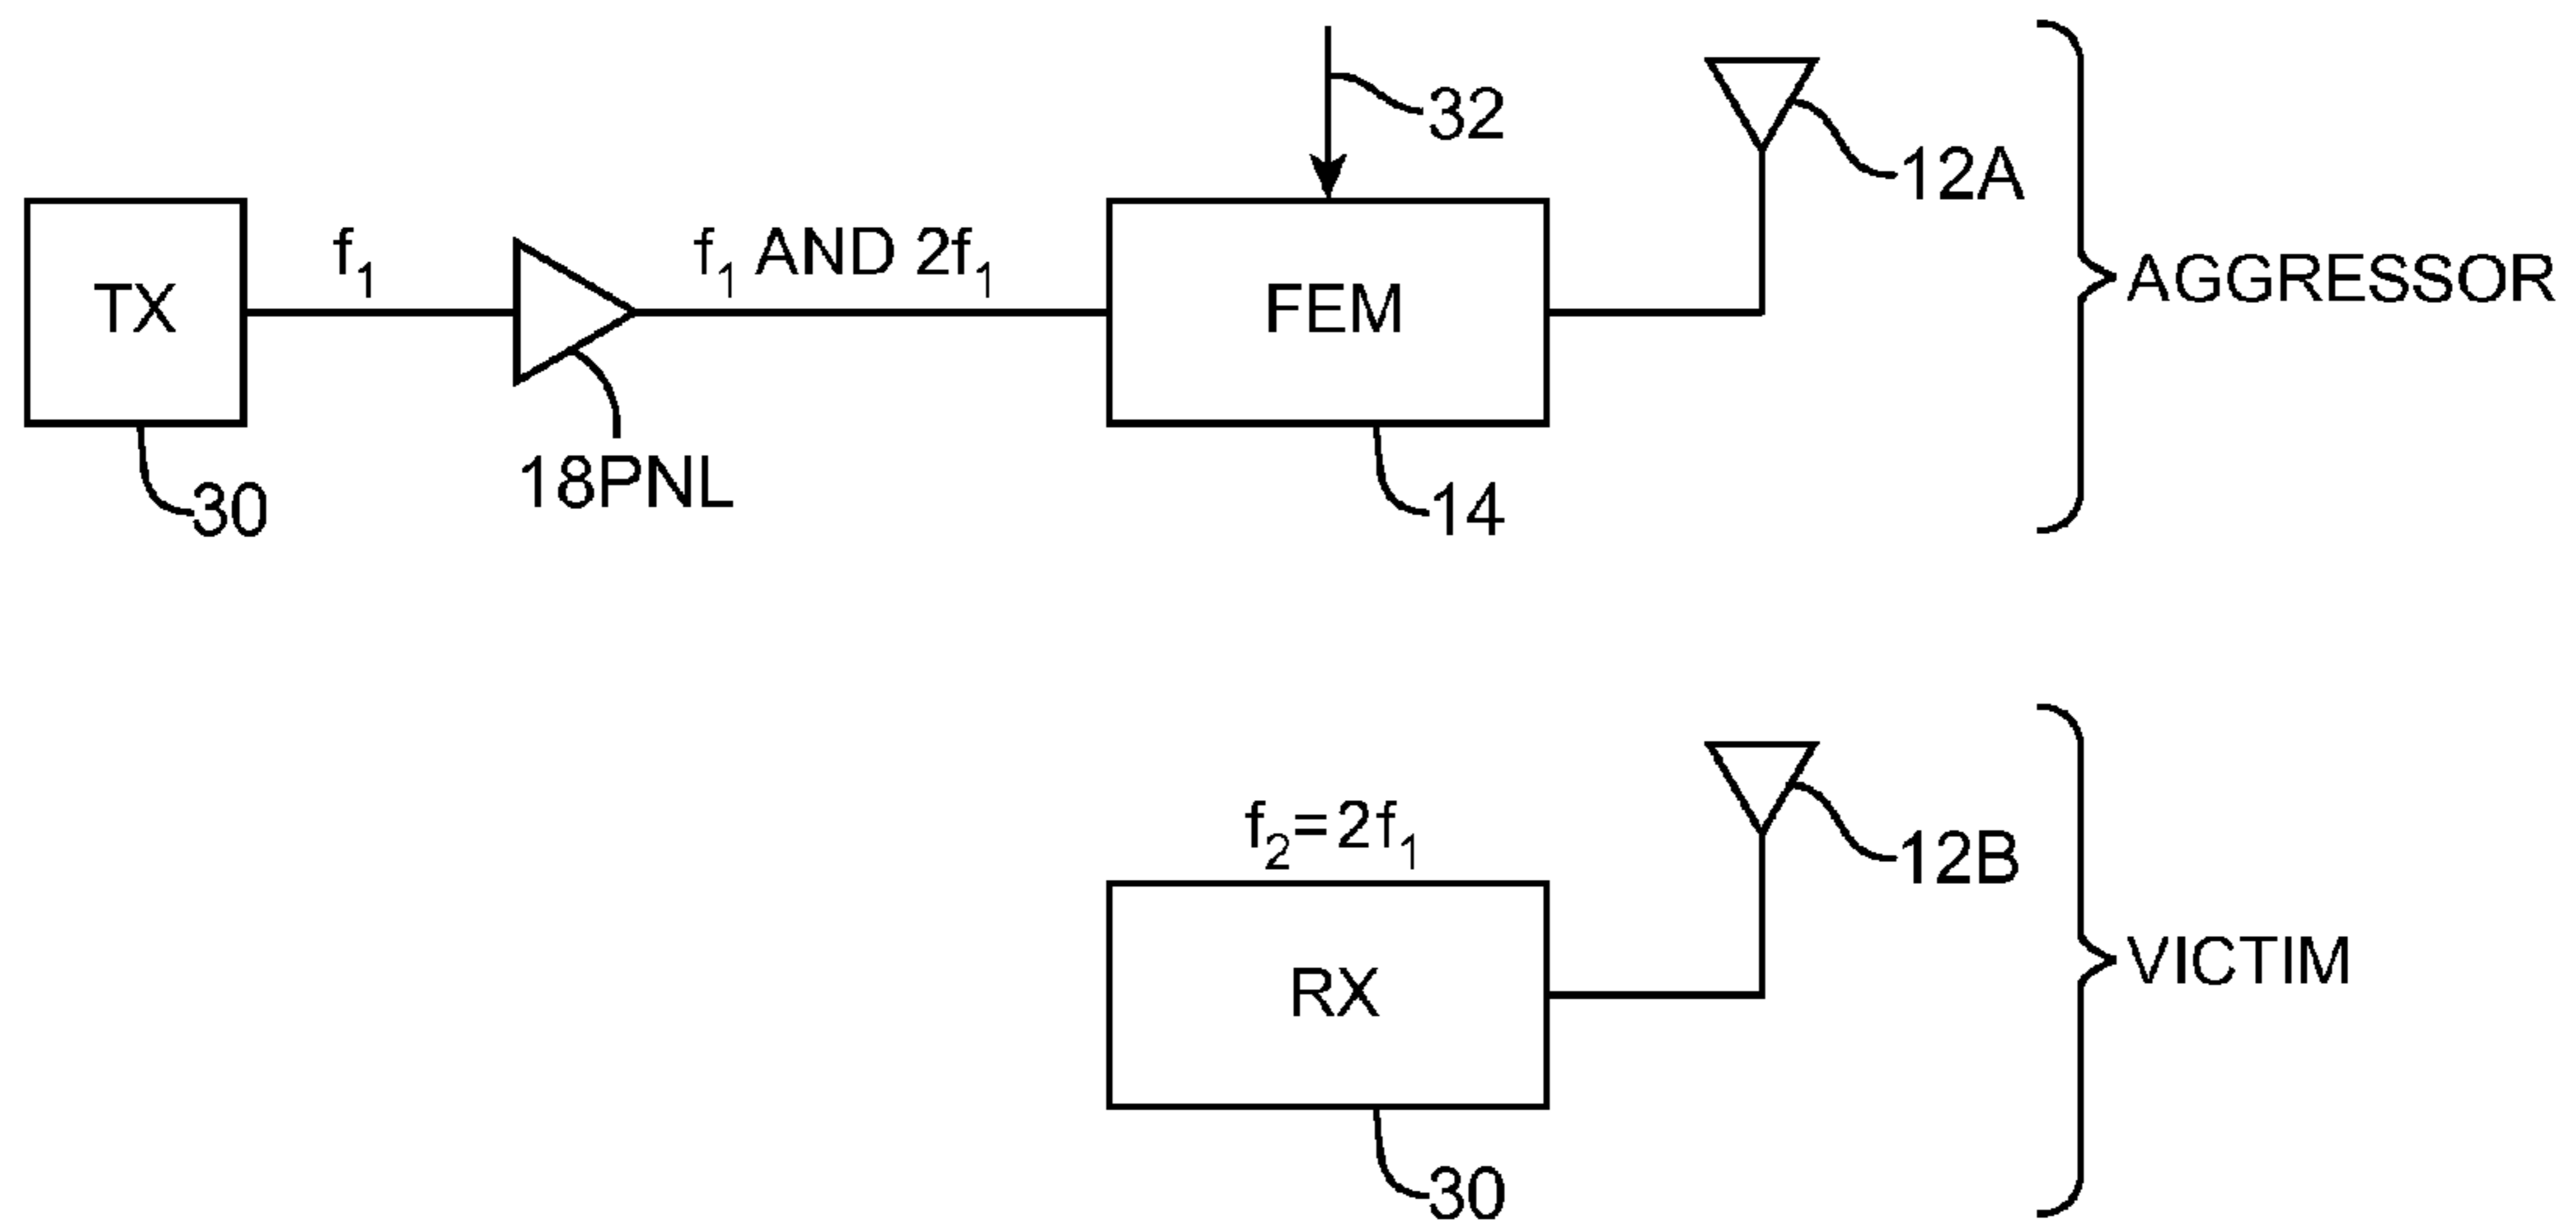 32
12A
TX
f1
f1 AND 2f1
FEM
AGGRESSOR
30
18PNL
14
f2=2f1
12B
RX
VICTIM
30